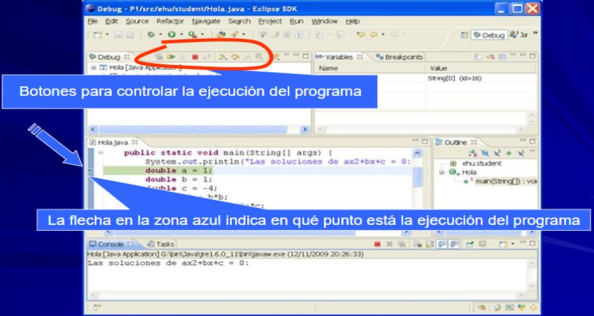 Debug - P1/src/ehu/student/Hola.java - Eclipse SDK
File Edit Source Refactor Navigate Search Project Run Window Help
Debug
Debug
Variables
Breakpoints
Hola [Java Application]
Name
Value
String[0] (id=16)
Botones para controlar la ejecución del programa
Hola.java
Outline
public static void main(String[] args) {
System.out.println("Las soluciones de ax2+bx+c = 0:
double a = 1;
double b = 1;
double c = -4;
ehu.student
Hola
main(String[]) : voi
La flecha en la zona azul indica en qué punto está la ejecución del programa
Console
Tasks
Hola [Java Application] G:\bin\Java\jre1.6.0_11\bin\javaw.exe (12/11/2009 20:26:33)
Las soluciones de ax2+bx+c = 0: